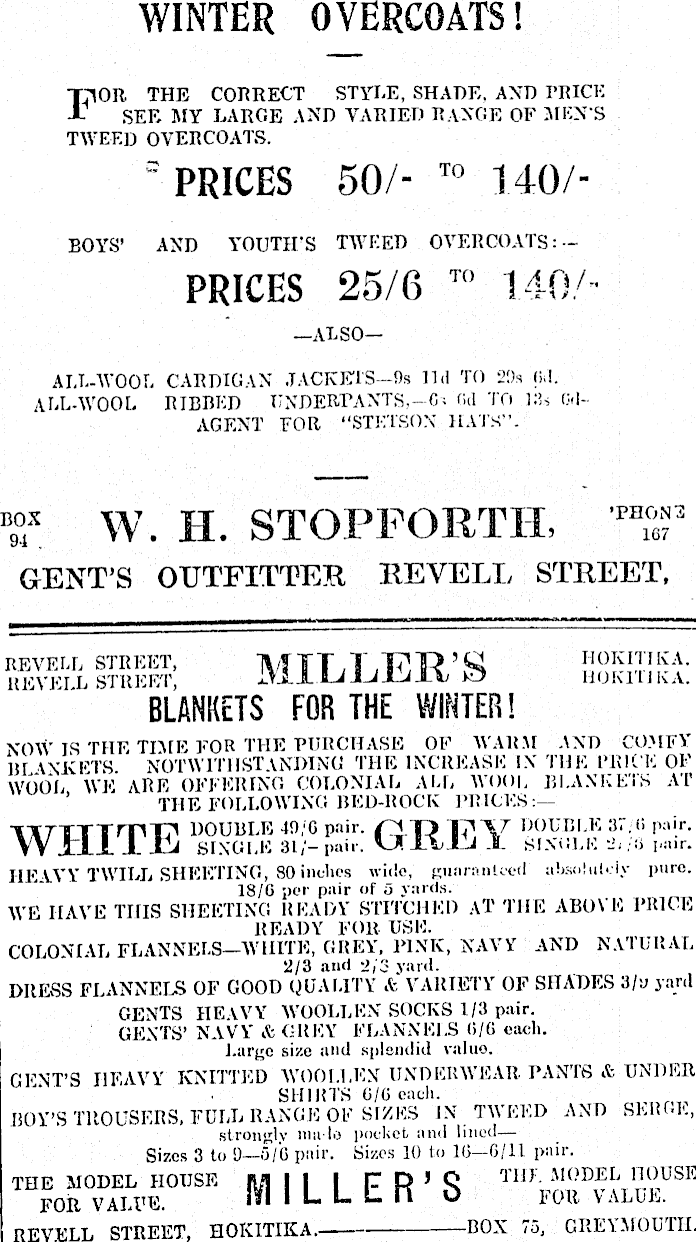 WINTER OVERCOATS!
FOR THE CORRECT STYLE, SHADE, AND PRICE
SEE MY LARGE AND VARIED RANGE OF MEN'S
TWEED OVERCOATS.
PRICES 50/- TO 140/-
BOYS' AND YOUTH'S TWEED OVERCOATS:—
PRICES 25/6 TO 140/-
—ALSO—
ALL-WOOL CARDIGAN JACKETS—9s 11d TO 29s 6d.
ALL-WOOL RIBBED UNDERPANTS,—6s 6d TO 13s 6d-
AGENT FOR "STETSON HATS".
BOX 94 . W. H. STOPFORTH, 'PHONE 167
GENT'S OUTFITTER REVELL STREET,
REVELL STREET, MILLER'S HOKITIKA.
REVELL STREET, HOKITIKA.
BLANKETS FOR THE WINTER!
NOW IS THE TIME FOR THE PURCHASE OF WARM AND COMFY
BLANKETS. NOTWITHSTANDING THE INCREASE IN THE PRICE OF
WOOL, WE ARE OFFERING COLONIAL ALL WOOL BLANKETS AT
THE FOLLOWING BED-ROCK PRICES:—
WHITE DOUBLE 49/6 pair. GREY DOUBLE 37/6 pair.
SINGLE 31/- pair. SINGLE pair.
HEAVY TWILL SHEETING, 80 inches wide, guaranteed absolutely pure.
18/6 per pair of 5 yards.
WE HAVE THIS SHEETING READY STITCHED AT THE ABOVE PRICE
READY FOR USE.
COLONIAL FLANNELS—WHITE, GREY, PINK, NAVY AND NATURAL
2/3 and yard.
DRESS FLANNELS OF GOOD QUALITY & VARIETY OF SHADES 3/9 yard
GENTS HEAVY WOOLLEN SOCKS 1/3 pair.
GENTS' NAVY & GREY FLANNELS 6/6 each.
Large size and splendid value.
GENT'S HEAVY KNITTED WOOLLEN UNDERWEAR PANTS & UNDER
SHIRTS 6/6 each.
BOY'S TROUSERS, FULL RANGE OF SIZES IN TWEED AND SERGE,
strongly made pocket and lined—
Sizes 3 to 9—5/6 pair. Sizes 10 to 16—6/11 pair.
THE MODEL HOUSE MILLER'S THE MODEL HOUSE
FOR VALUE. FOR VALUE.
REVELL STREET, HOKITIKA.————BOX 75, GREYMOUTH.